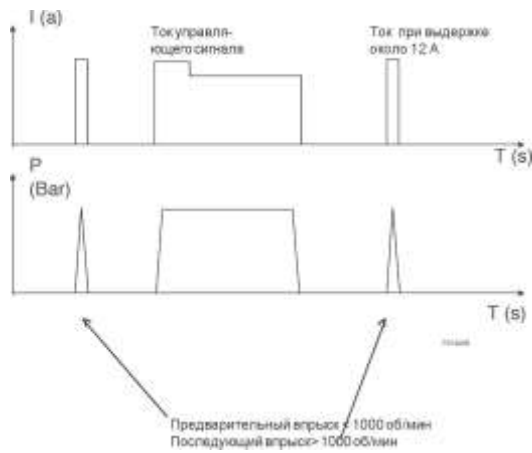 I (a)
Ток управля-
ющего сигнала
Ток при выдержке
около 12 А
T (s)
P
(Bar)
T (s)
Предварительный впрыск < 1000 об/мин
Последующий впрыск> 1000 об/мин